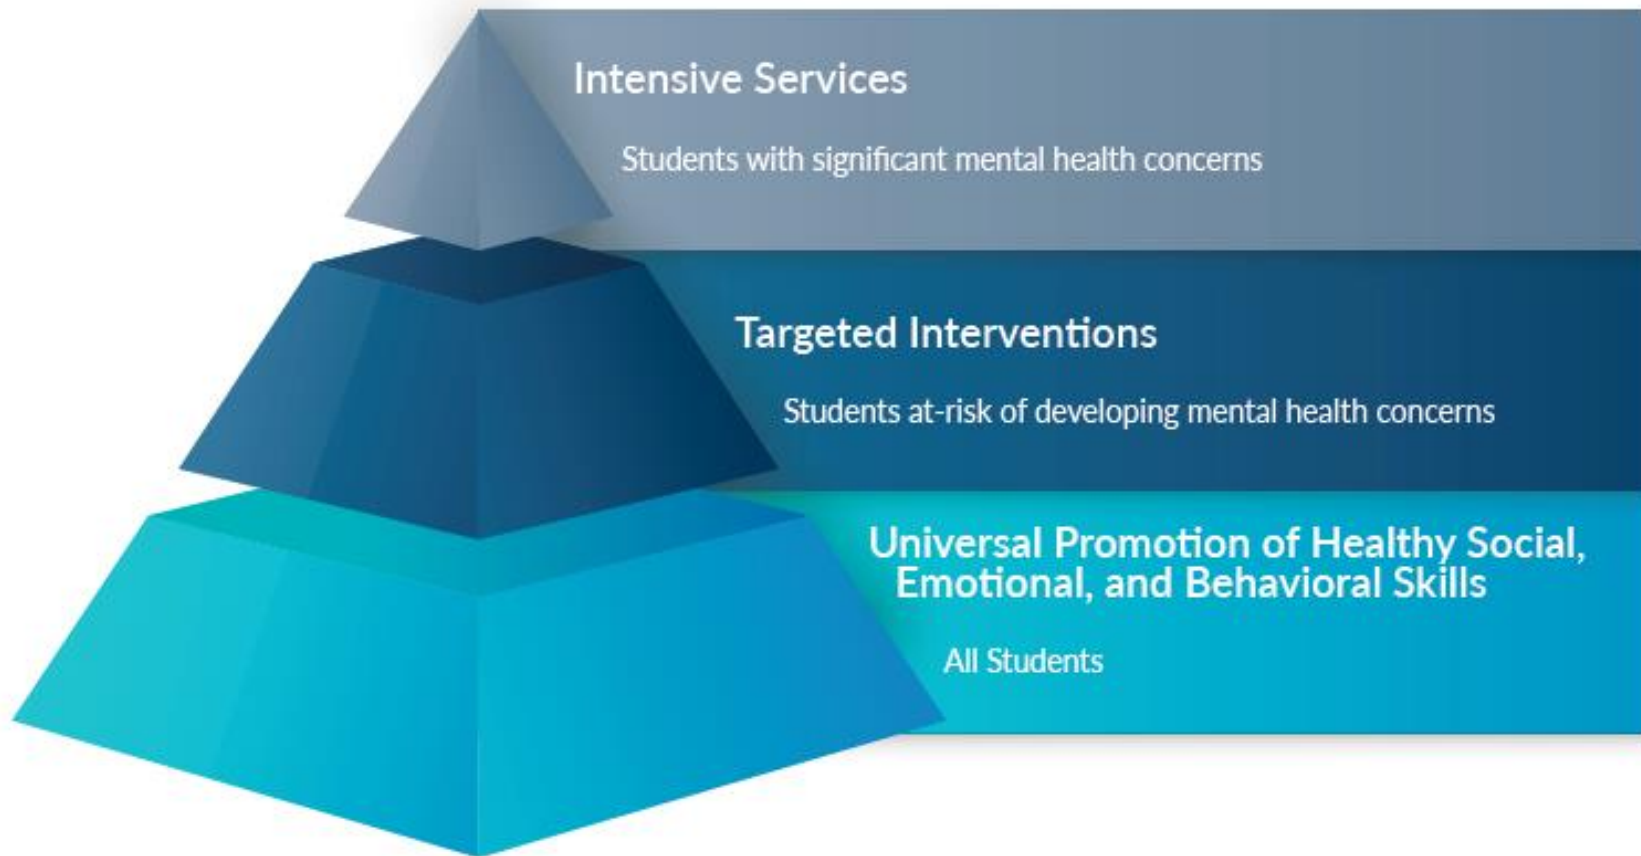 Intensive Services
Students with significant mental health concerns
Targeted Interventions
Students at-risk of developing mental health concerns
Universal Promotion of Healthy Social,
Emotional, and Behavioral Skills
All Students